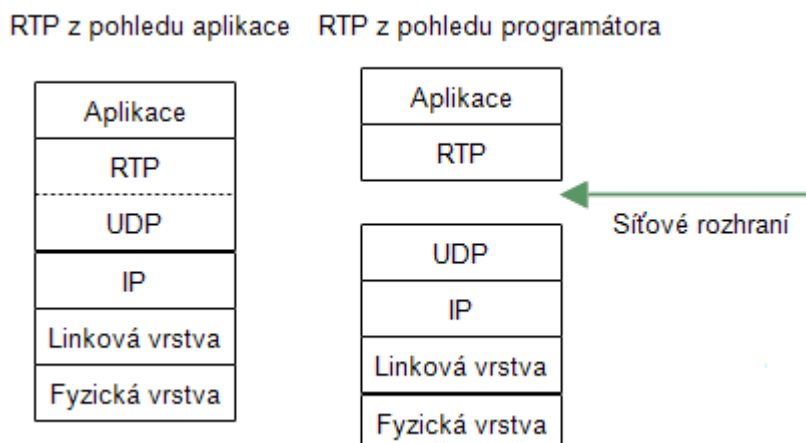 RTP z pohledu aplikace
Aplikace
RTP
UDP
IP
Linková vrstva
Fyzická vrstva
RTP z pohledu programátora
Aplikace
RTP
Síťové rozhraní
UDP
IP
Linková vrstva
Fyzická vrstva